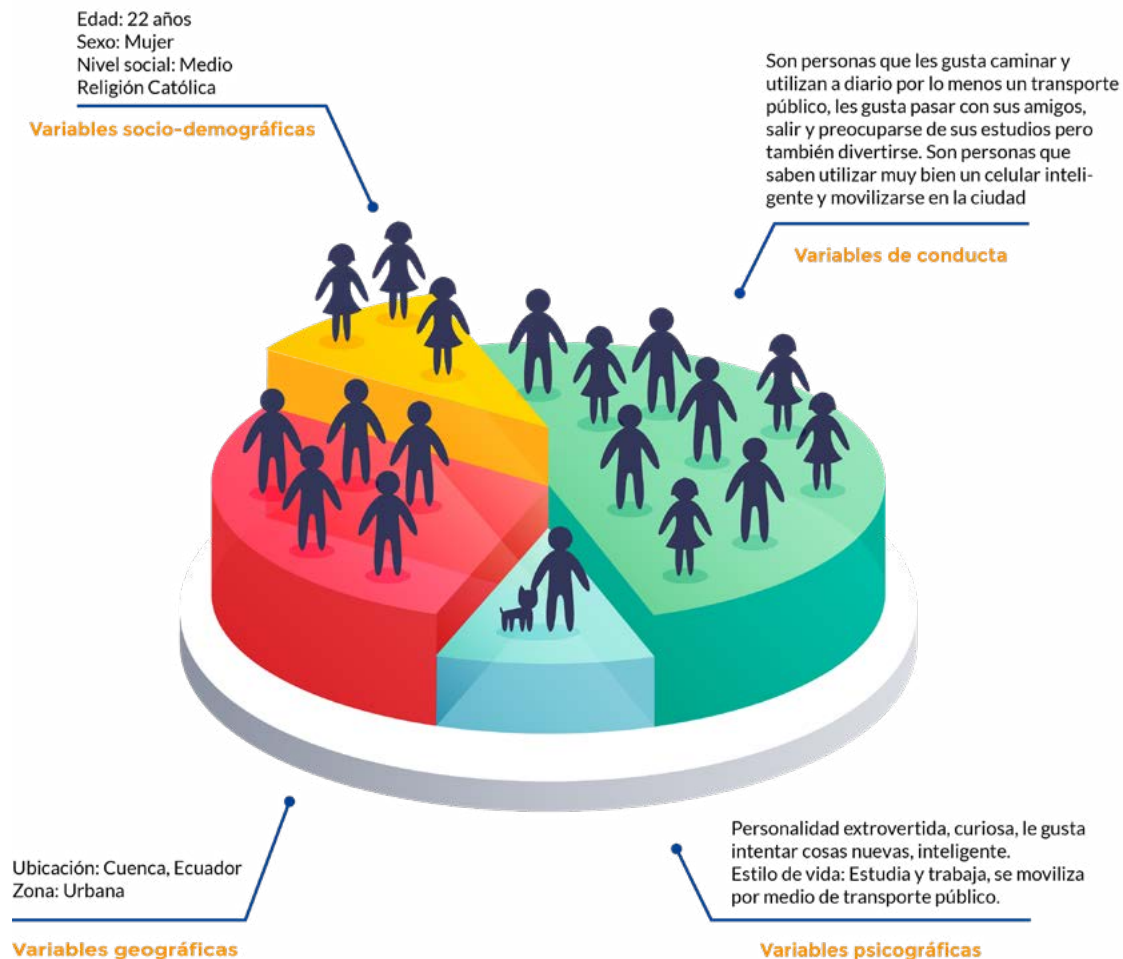 Edad: 22 años
Sexo: Mujer
Nivel social: Medio
Religión Católica
Variables socio-demográficas
Son personas que les gusta caminar y
utilizan a diario por lo menos un transporte
público, les gusta pasar con sus amigos,
salir y preocuparse de sus estudios pero
también divertirse. Son personas que
saben utilizar muy bien un celular inteli-
gente y movilizarse en la ciudad
Variables de conducta
Ubicación: Cuenca, Ecuador
Zona: Urbana
Variables geográficas
Personalidad extrovertida, curiosa, le gusta
intentar cosas nuevas, inteligente.
Estilo de vida: Estudia y trabaja, se moviliza
por medio de transporte público.
Variables psicográficas